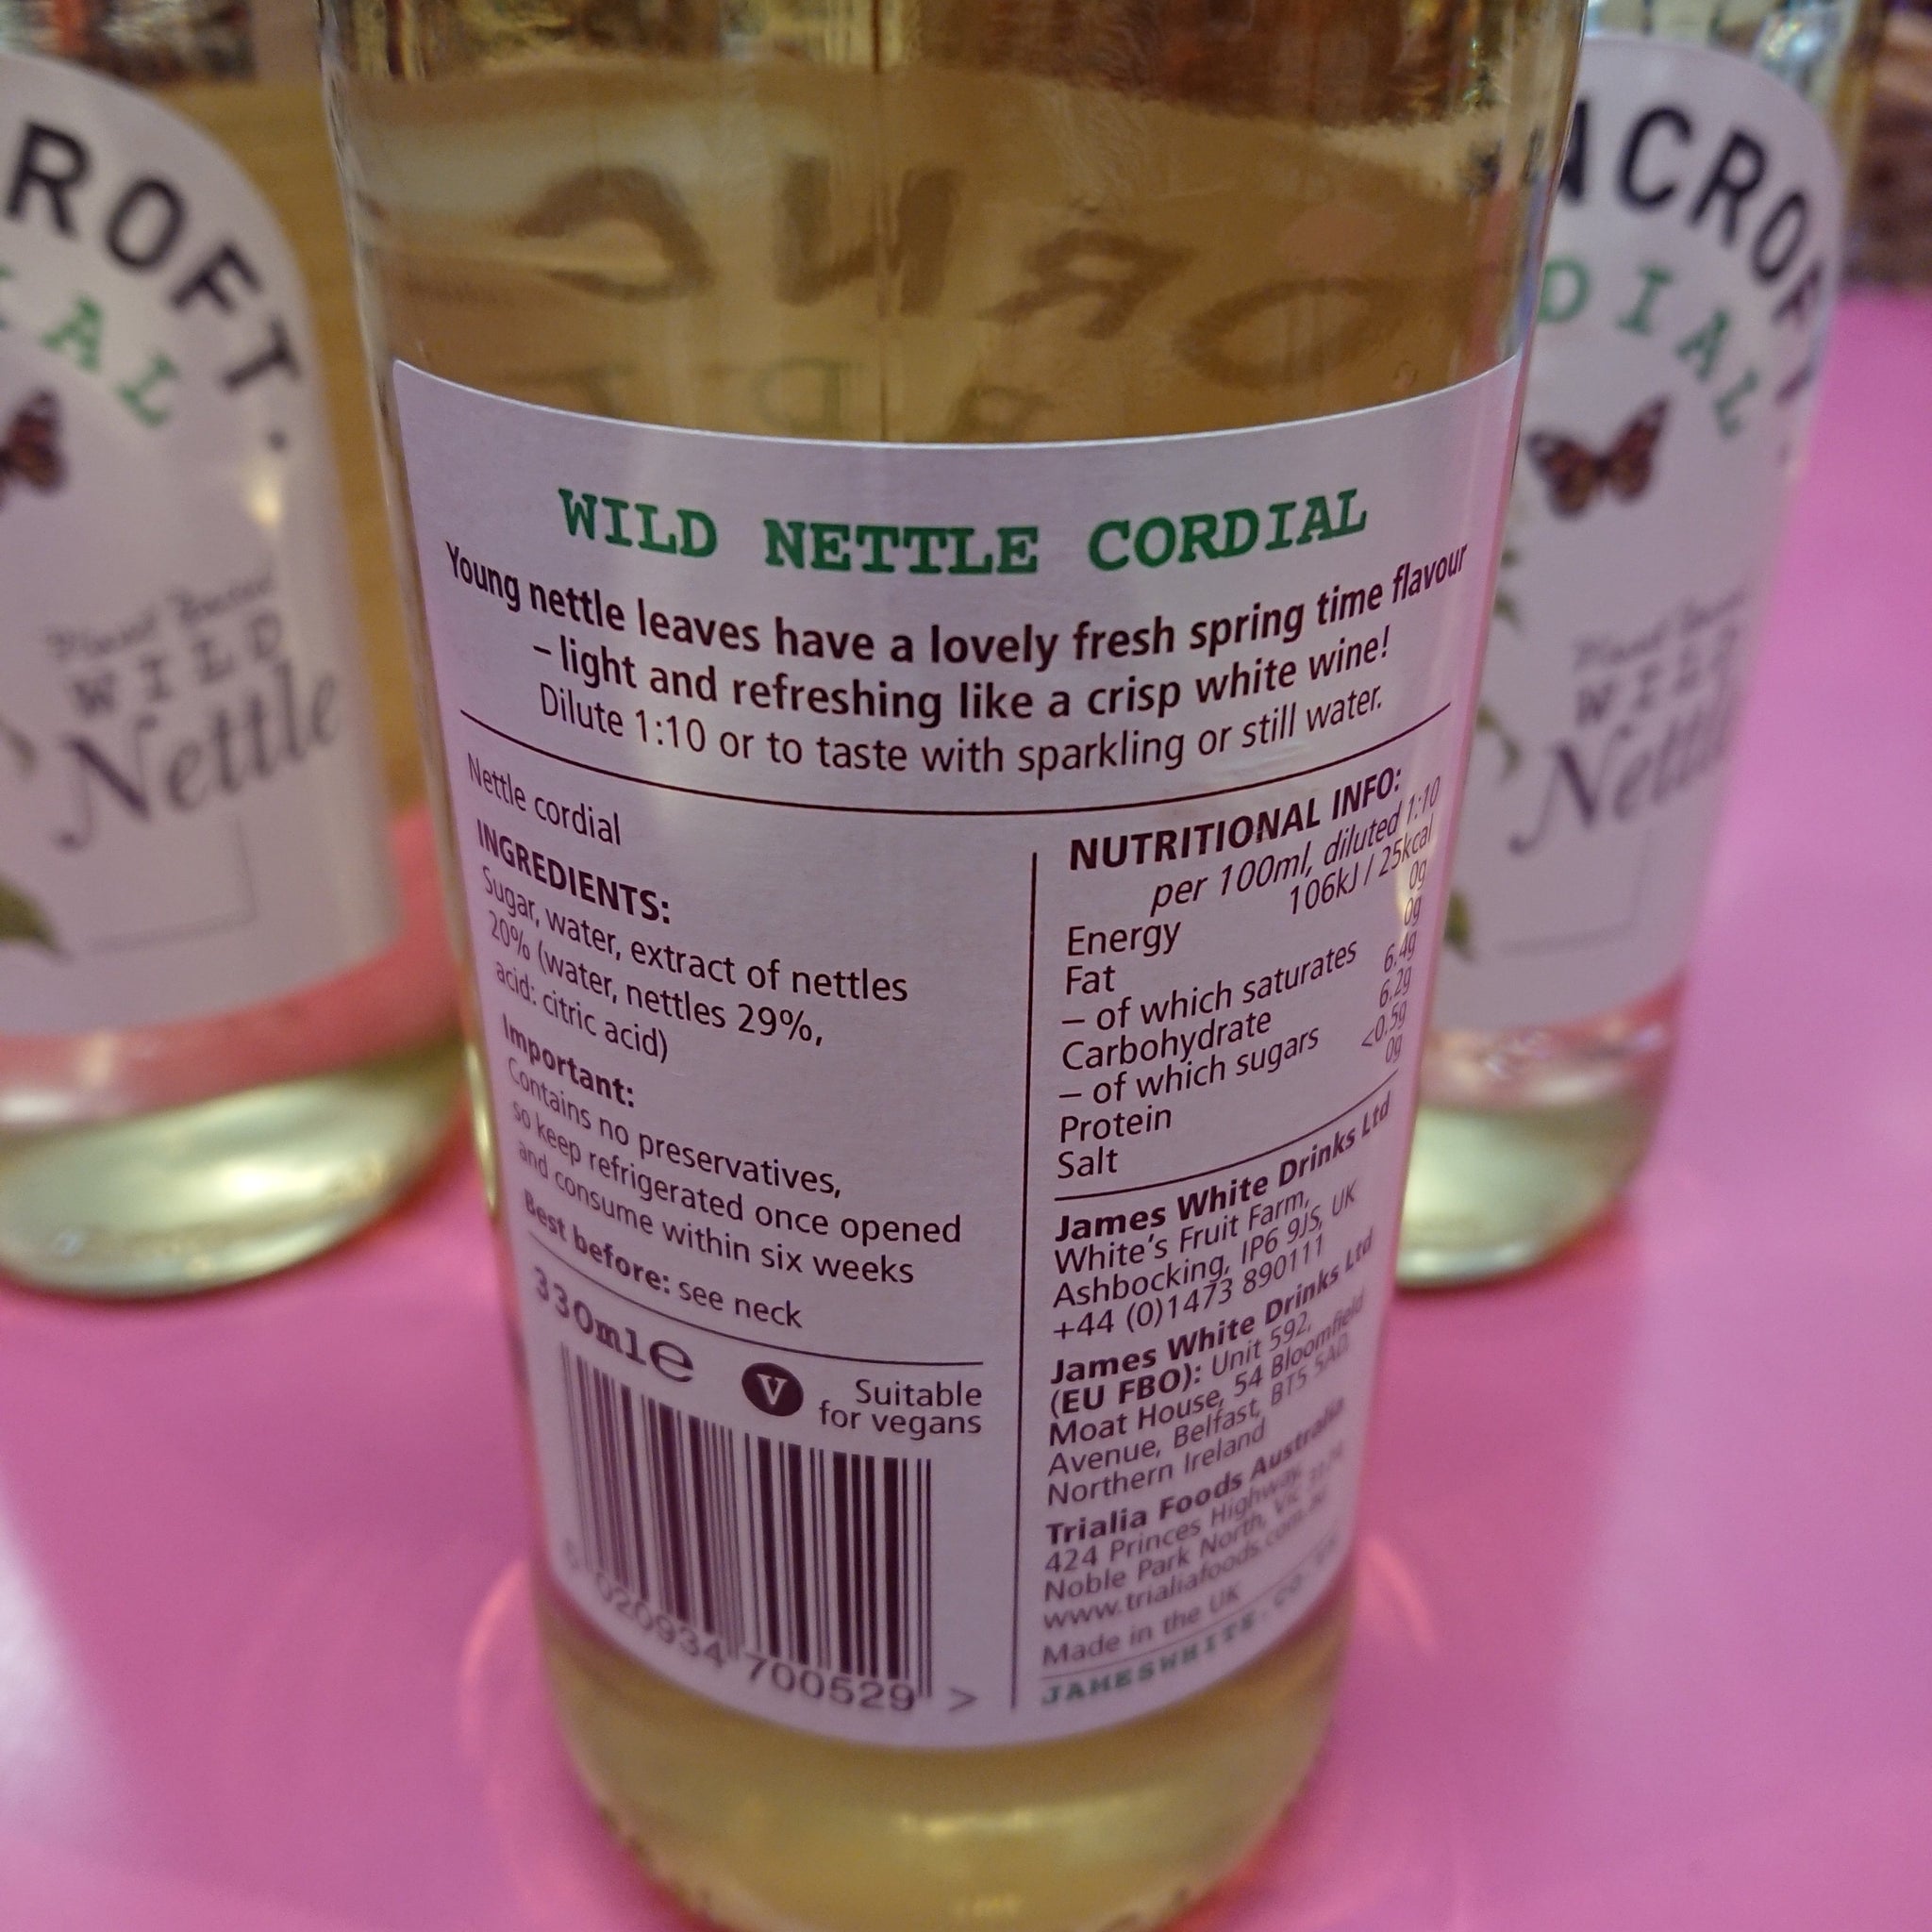 ROFT.
IAL
WILD
Nettle
WILD NETTLE CORDIAL
Young nettle leaves have a lovely fresh spring time flavour
– light and refreshing like a crisp white wine!
Dilute 1:10 or to taste with sparkling or still water.
Nettle cordial
INGREDIENTS:
Sugar, water, extract of nettles
20% (water, nettles 29%,
acid: citric acid)
Important:
Contains no preservatives,
so keep refrigerated once opened
and consume within six weeks
Best before: see neck
330ml℮
V Suitable
for vegans
5 020934 700529 >
NUTRITIONAL INFO:
per 100ml, diluted 1:10
Energy 106kJ / 25kcal
Fat 0g
– of which saturates 0g
Carbohydrate 6.4g
– of which sugars 6.2g
Protein <0.5g
Salt 0g
James White Drinks Ltd
White's Fruit Farm,
Ashbocking, IP6 9JS, UK
+44 (0)1473 890111
James White Drinks Ltd
(EU FBO): Unit 592,
Moat House, 54 Bloomfield
Avenue, Belfast, BT5 5AD,
Northern Ireland
Trialia Foods Australia
424 Princes Highway,
Noble Park North, Vic
www.trialiafoods.com.au
Made in the UK
JAMESWHITE.CO.UK
NCROFT.
DIAL
WILD
Nettle